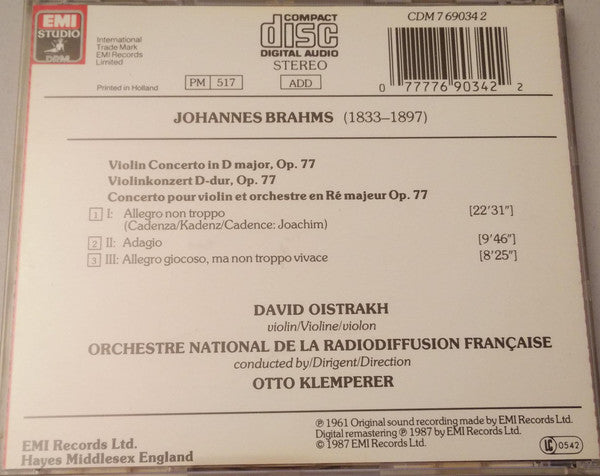 EMI
STUDIO
DRM
International
Trade Mark
EMI Records
Limited
Printed in Holland
COMPACT
disc
DIGITAL AUDIO
STEREO
PM 517
ADD
CDM 7 69034 2
0 77776 90342 2
JOHANNES BRAHMS (1833–1897)
Violin Concerto in D major, Op. 77
Violinkonzert D-dur, Op. 77
Concerto pour violin et orchestre en Ré majeur Op. 77
1 I: Allegro non troppo [22'31"]
(Cadenza/Kadenz/Cadence: Joachim)
2 II: Adagio [9'46"]
3 III: Allegro giocoso, ma non troppo vivace [8'25"]
DAVID OISTRAKH
violin/Violine/violon
ORCHESTRE NATIONAL DE LA RADIODIFFUSION FRANÇAISE
conducted by/Dirigent/Direction
OTTO KLEMPERER
℗ 1961 Original sound recording made by EMI Records Ltd.
Digital remastering ℗ 1987 by EMI Records Ltd.
© 1987 EMI Records Ltd.
LC 0542
EMI Records Ltd.
Hayes Middlesex England